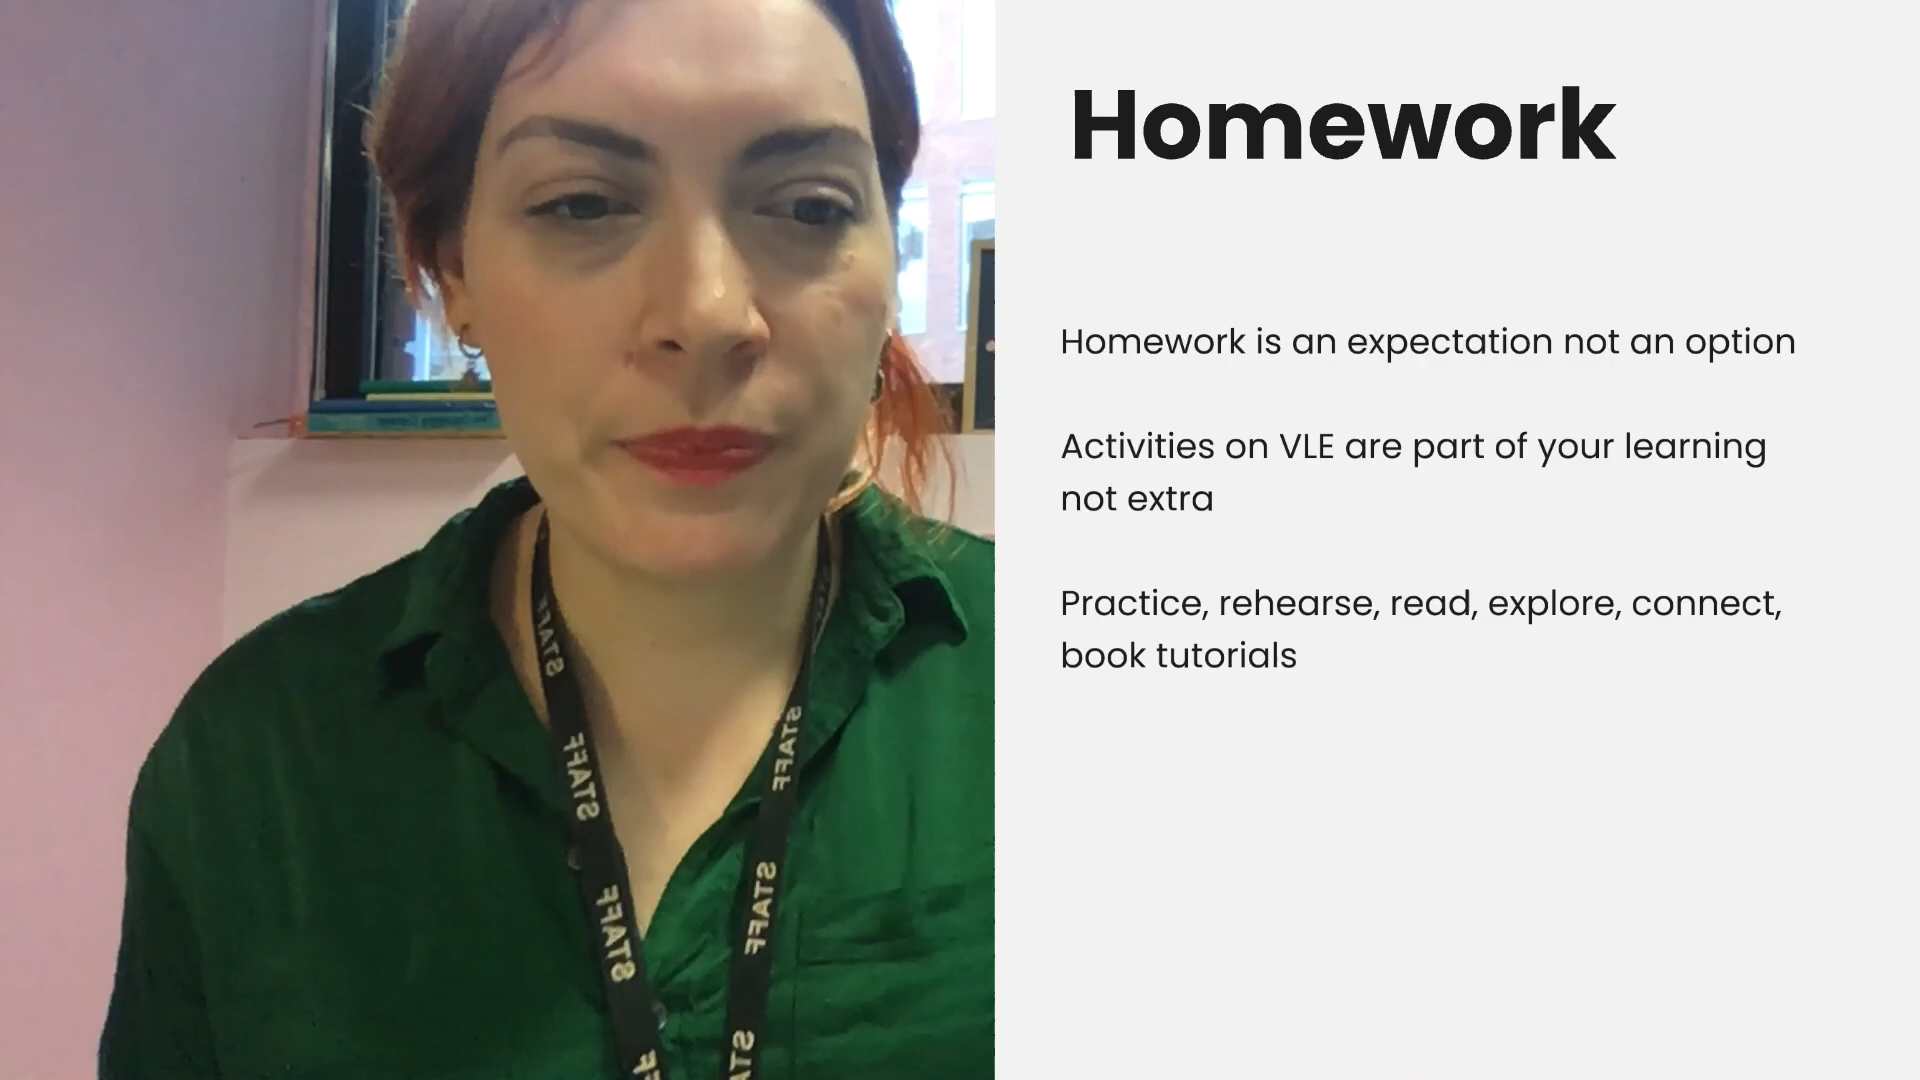 Homework
Homework is an expectation not an option
Activities on VLE are part of your learning
not extra
Practice, rehearse, read, explore, connect,
book tutorials
STAFF
STAFF
STAFF
STAFF
STAFF